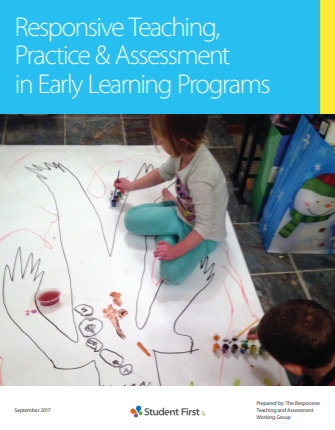 Responsive Teaching,
Practice & Assessment
in Early Learning Programs
September 2017
Student First
Prepared by: The Responsive
Teaching and Assessment
Working Group